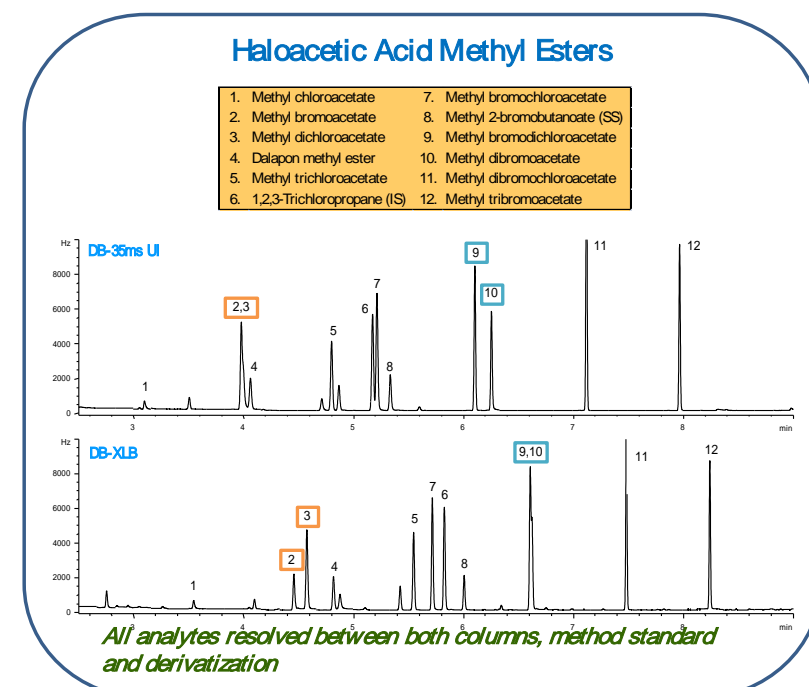 Haloacetic Acid Methyl Esters
1. Methyl chloroacetate
2. Methyl bromoacetate
3. Methyl dichloroacetate
4. Dalapon methyl ester
5. Methyl trichloroacetate
6. 1,2,3-Trichloropropane (IS)
7. Methyl bromochloroacetate
8. Methyl 2-bromobutanoate (SS)
9. Methyl bromodichloroacetate
10. Methyl dibromoacetate
11. Methyl dibromochloroacetate
12. Methyl tribromoacetate
Hz
DB-35ms UI
8000
6000
4000
2000
0
1
2,3
4
5
6
7
8
9
10
11
12
3 4 5 6 7 8 min
Hz
DB-XLB
8000
6000
4000
2000
0
1
2
3
4
5
7
6
8
9,10
11
12
3 4 5 6 7 8 min
All analytes resolved between both columns, method standard
and derivatization